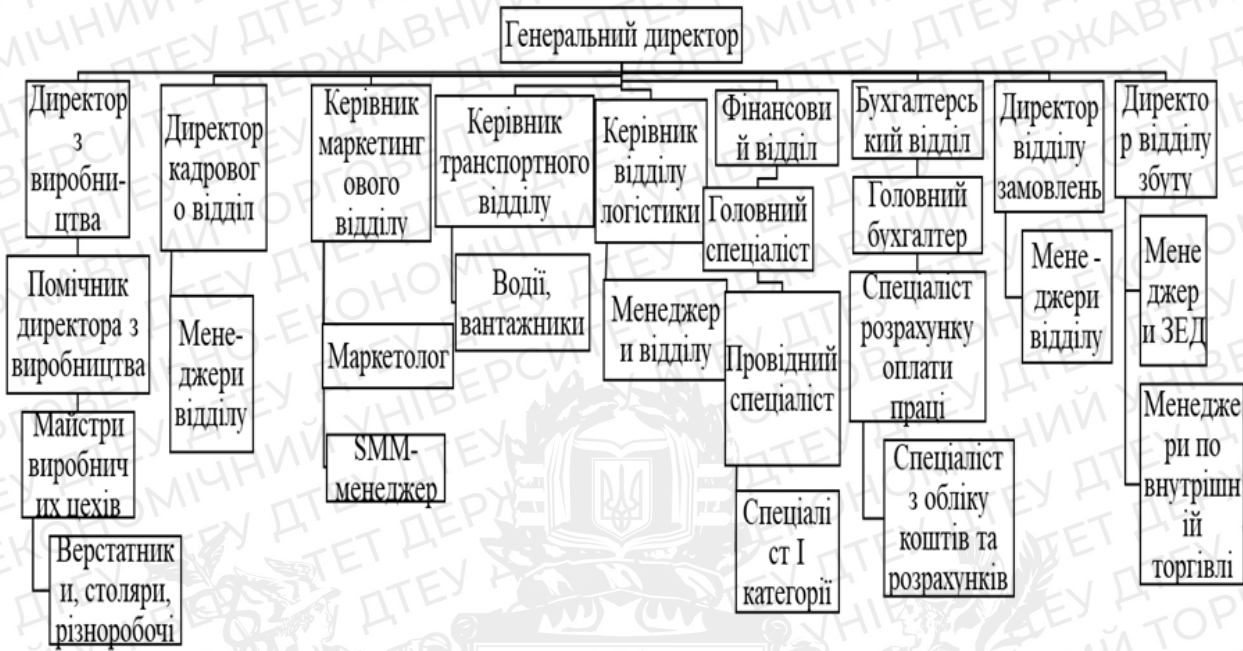 Генеральний директор
Директор
з
виробни-
цтва
Помічник
директора з
виробництва
Майстри
виробнич
их цехів
Верстатник
и, столяри,
різноробочі
Директор
кадровог
о відділ
Мене-
джери
відділу
Керівник
маркетинг
ового
відділу
Маркетолог
SMM-
менеджер
Керівник
транспортного
відділу
Водії,
вантажники
Керівник
відділу
логістики
Менеджер
и відділу
Фінансови
й відділ
Головний
спеціаліст
Провідний
спеціаліст
Спеціалі
ст І
категорії
Бухгалтерсь
кий відділ
Головний
бухгалтер
Спеціаліст
розрахунку
оплати
праці
Спеціаліст
з обліку
коштів та
розрахунків
Директор
відділу
замовлень
Мене -
джери
відділу
Директо
р відділу
збуту
Мене
джер
и ЗЕД
Менедже
ри по
внутрішн
ій
торгівлі